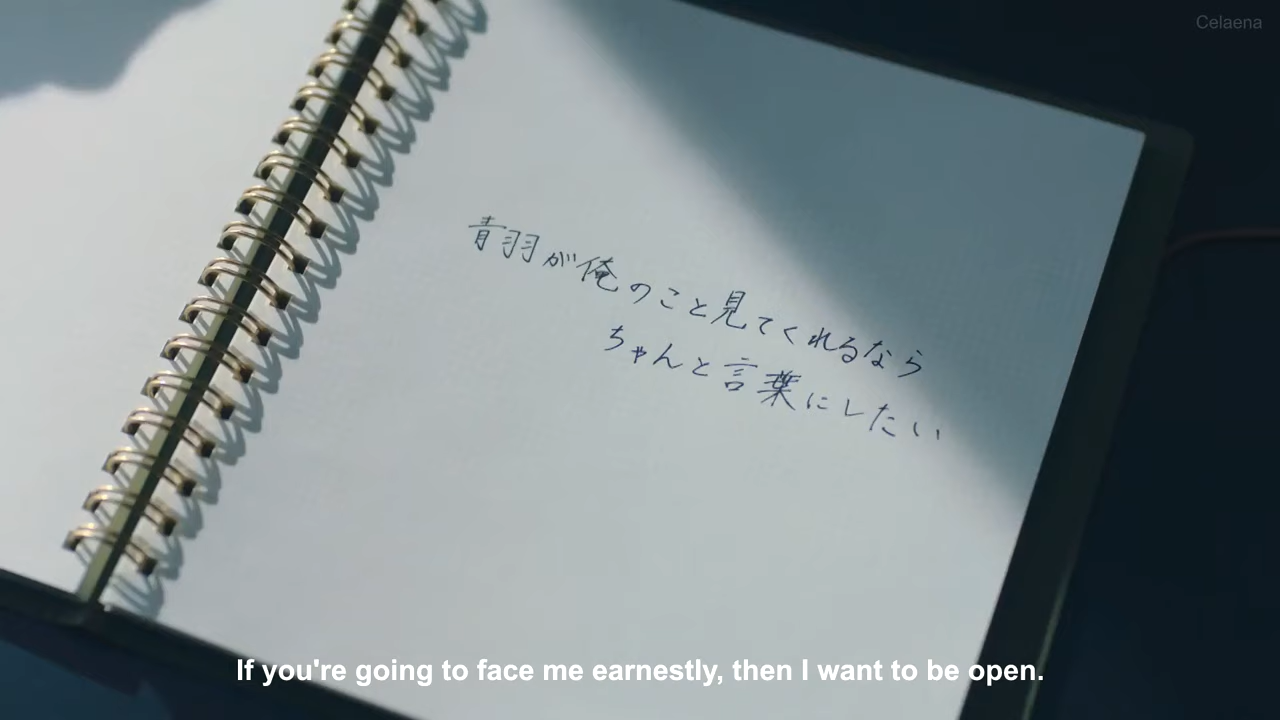 Celaena
青羽が俺のこと見てくれるなら
ちゃんと言葉にしたい
If you're going to face me earnestly, then I want to be open.